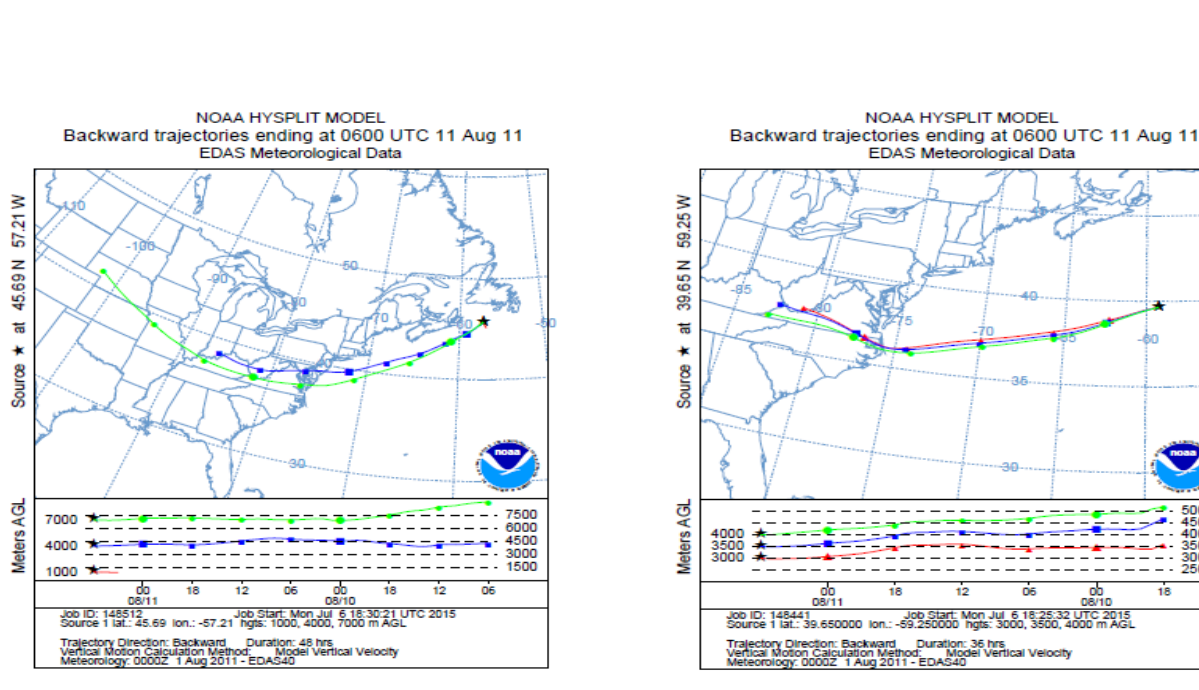 NOAA HYSPLIT MODEL
Backward trajectories ending at 0600 UTC 11 Aug 11
EDAS Meteorological Data
Source ★ at 45.69 N 57.21 W
-110
-100
-90
-80
-70
-60
-50
50
40
30
noaa
Meters AGL
7000
4000
1000
7500
6000
4500
3000
1500
00 18 12 06 00 18 12 06
08/11 08/10
Job ID: 148512 Job Start: Mon Jul 6 18:30:21 UTC 2015
Source 1 lat.: 45.69 lon.: -57.21 hgts: 1000, 4000, 7000 m AGL
Trajectory Direction: Backward Duration: 48 hrs
Vertical Motion Calculation Method: Model Vertical Velocity
Meteorology: 0000Z 1 Aug 2011 - EDAS40
NOAA HYSPLIT MODEL
Backward trajectories ending at 0600 UTC 11 Aug 11
EDAS Meteorological Data
Source ★ at 39.65 N 59.25 W
-85
-80
-75
-70
-65
-60
40
35
30
noaa
Meters AGL
4000
3500
3000
00 18 12 06 00 18
08/11 08/10
Job ID: 148441 Job Start: Mon Jul 6 18:25:32 UTC 2015
Source 1 lat.: 39.650000 lon.: -59.250000 hgts: 3000, 3500, 4000 m AGL
Trajectory Direction: Backward Duration: 36 hrs
Vertical Motion Calculation Method: Model Vertical Velocity
Meteorology: 0000Z 1 Aug 2011 - EDAS40